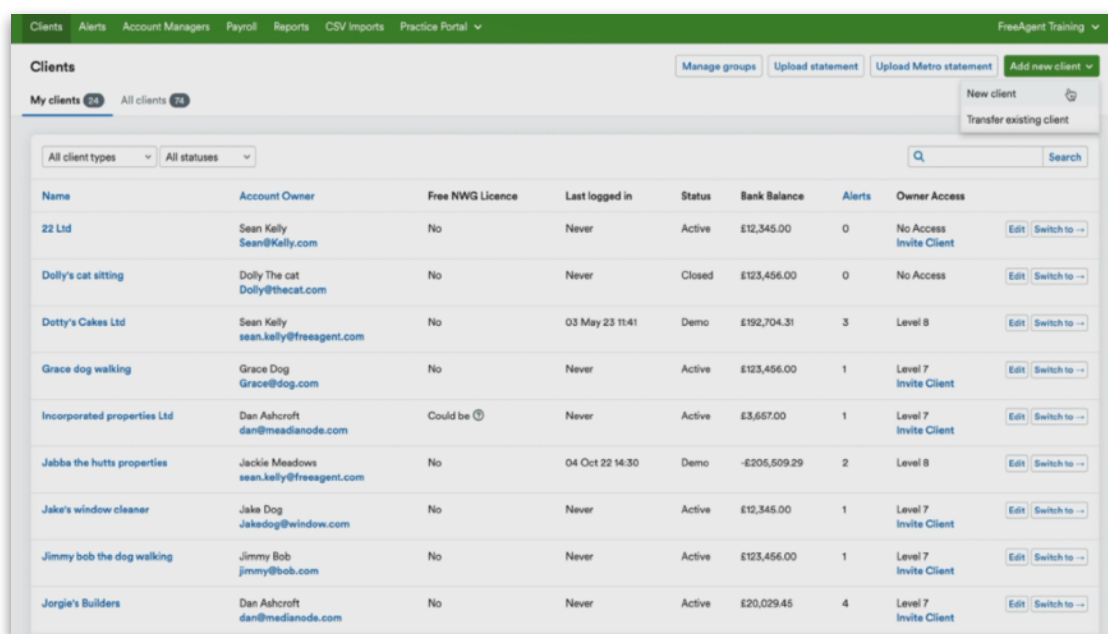 Clients Alerts Account Managers Payroll Reports CSV Imports Practice Portal FreeAgent Training
Clients Manage groups Upload statement Upload Metro statement Add new client
My clients 24 All clients 74 New client
Transfer existing client
All client types All statuses Search
Name Account Owner Free NWG Licence Last logged in Status Bank Balance Alerts Owner Access
22 Ltd Sean Kelly No Never Active £12,345.00 0 No Access Edit Switch to →
Sean@Kelly.com Invite Client
Dolly's cat sitting Dolly The cat No Never Closed £123,456.00 0 No Access Edit Switch to →
Dolly@thecat.com
Dotty's Cakes Ltd Sean Kelly No 03 May 23 11:41 Demo £192,704.31 3 Level 8 Edit Switch to →
sean.kelly@freeagent.com
Grace dog walking Grace Dog No Never Active £123,456.00 1 Level 7 Edit Switch to →
Grace@dog.com Invite Client
Incorporated properties Ltd Dan Ashcroft Could be ? Never Active £3,657.00 1 Level 7 Edit Switch to →
dan@meadianode.com Invite Client
Jabba the hutts properties Jackie Meadows No 04 Oct 22 14:30 Demo -£205,509.29 2 Level 8 Edit Switch to →
sean.kelly@freeagent.com
Jake's window cleaner Jake Dog No Never Active £12,345.00 1 Level 7 Edit Switch to →
Jakedog@window.com Invite Client
Jimmy bob the dog walking Jimmy Bob No Never Active £123,456.00 1 Level 7 Edit Switch to →
jimmy@bob.com Invite Client
Jorgie's Builders Dan Ashcroft No Never Active £20,029.45 4 Level 7 Edit Switch to →
dan@medianode.com Invite Client